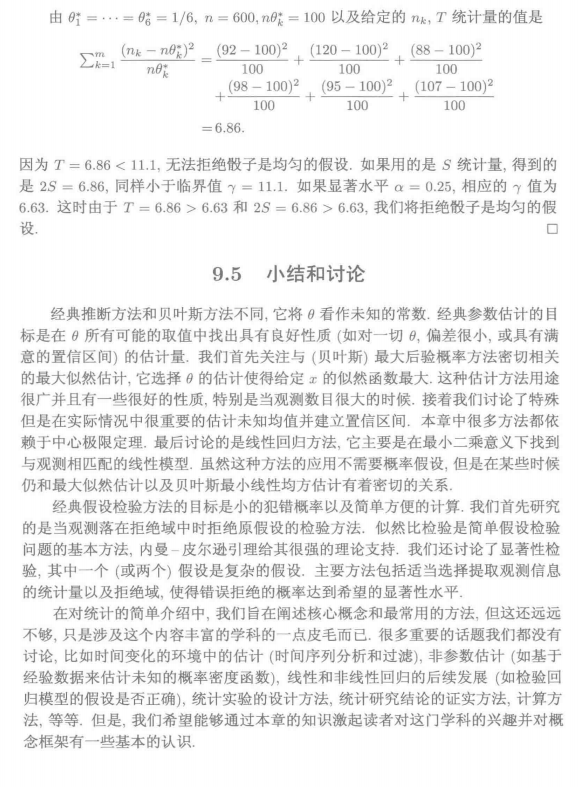 由 θ₁* = ··· = θ₆* = 1/6, n = 600, nθₖ* = 100 以及给定的 nₖ, T 统计量的值是
∑ₖ₌₁ᵐ (nₖ − nθₖ*)²/nθₖ* = (92 − 100)²/100 + (120 − 100)²/100 + (88 − 100)²/100
+ (98 − 100)²/100 + (95 − 100)²/100 + (107 − 100)²/100
= 6.86.
因为 T = 6.86 < 11.1, 无法拒绝骰子是均匀的假设. 如果用的是 S 统计量, 得到的
是 2S = 6.86, 同样小于临界值 γ = 11.1. 如果显著水平 α = 0.25, 相应的 γ 值为
6.63. 这时由于 T = 6.86 > 6.63 和 2S = 6.86 > 6.63, 我们将拒绝骰子是均匀的假
设. □
9.5 小结和讨论
经典推断方法和贝叶斯方法不同, 它将 θ 看作未知的常数. 经典参数估计的目
标是在 θ 所有可能的取值中找出具有良好性质 (如对一切 θ, 偏差很小, 或具有满
意的置信区间) 的估计量. 我们首先关注与 (贝叶斯) 最大后验概率方法密切相关
的最大似然估计, 它选择 θ 的估计使得给定 x 的似然函数最大. 这种估计方法用途
很广并且有一些很好的性质, 特别是当观测数目很大的时候. 接着我们讨论了特殊
但是在实际情况中很重要的估计未知均值并建立置信区间. 本章中很多方法都依
赖于中心极限定理. 最后讨论的是线性回归方法, 它主要是在最小二乘意义下找到
与观测相匹配的线性模型. 虽然这种方法的应用不需要概率假设, 但是在某些时候
仍和最大似然估计以及贝叶斯最小线性均方估计有着密切的关系.
经典假设检验方法的目标是小的犯错概率以及简单方便的计算. 我们首先研究
的是当观测落在拒绝域中时拒绝原假设的检验方法. 似然比检验是简单假设检验
问题的基本方法, 内曼–皮尔逊引理给其很强的理论支持. 我们还讨论了显著性检
验, 其中一个 (或两个) 假设是复杂的假设. 主要方法包括适当选择提取观测信息
的统计量以及拒绝域, 使得错误拒绝的概率达到希望的显著性水平.
在对统计的简单介绍中, 我们旨在阐述核心概念和最常用的方法, 但这还远远
不够, 只是涉及这个内容丰富的学科的一点皮毛而已. 很多重要的话题我们都没有
讨论, 比如时间变化的环境中的估计 (时间序列分析和过滤), 非参数估计 (如基于
经验数据来估计未知的概率密度函数), 线性和非线性回归的后续发展 (如检验回
归模型的假设是否正确), 统计实验的设计方法, 统计研究结论的证实方法, 计算方
法, 等等. 但是, 我们希望能够通过本章的知识激起读者对这门学科的兴趣并对概
念框架有一些基本的认识.